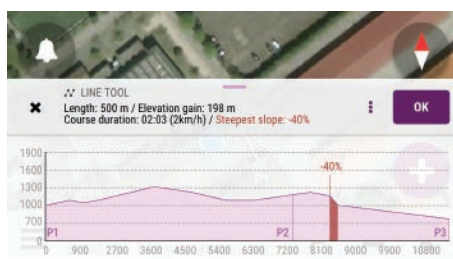 LINE TOOL
Length: 500 m / Elevation gain: 198 m
OK
Course duration: 02:03 (2km/h) / Steepest slope: -40%
1900
1600
-40%
1300
1000
700
P1 P2 P3
0 900 2700 3600 4500 5400 6300 7200 8100 9000 9900 10800